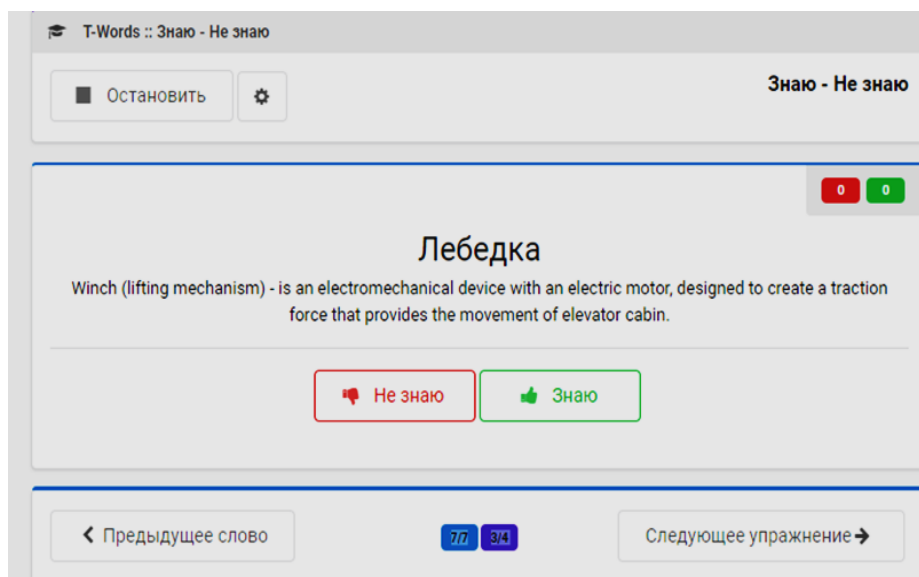 T-Words :: Знаю - Не знаю
Остановить
Знаю - Не знаю
0 0
Лебедка
Winch (lifting mechanism) - is an electromechanical device with an electric motor, designed to create a traction
force that provides the movement of elevator cabin.
Не знаю Знаю
Предыдущее слово 7/7 3/4 Следующее упражнение